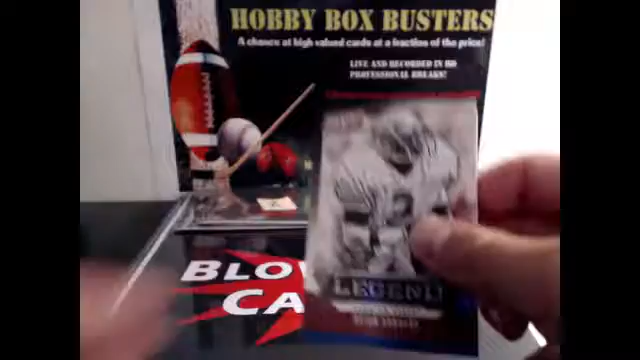 HOBBY BOX BUSTERS
A chance at high valued cards at a fraction of the price!
LIVE AND RECORDED IN HD
PROFESSIONAL BREAKS!
BLO
CA
LEGEND